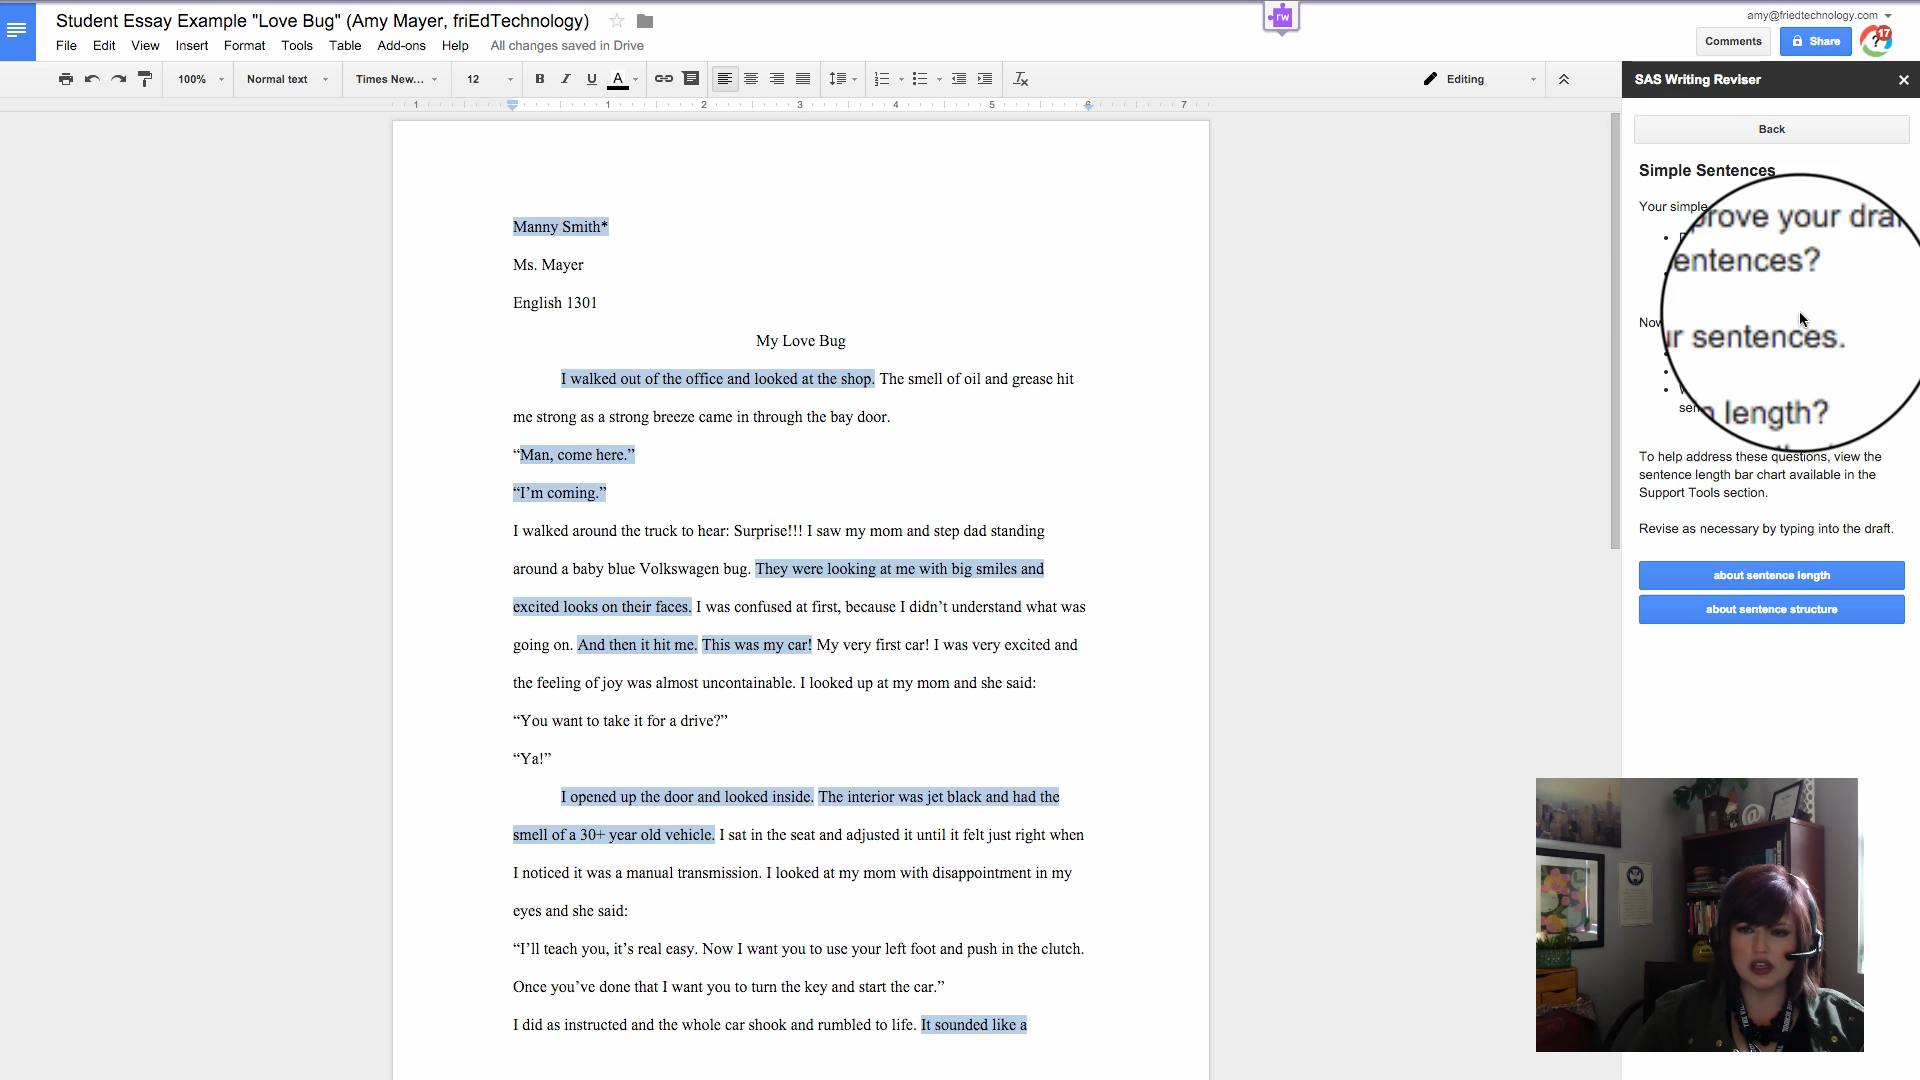 Student Essay Example "Love Bug" (Amy Mayer, friEdTechnology)
rw
amy@friedtechnology.com
File Edit View Insert Format Tools Table Add-ons Help All changes saved in Drive
Comments
Share
17
100% Normal text Times New... 12 B I U A Editing
SAS Writing Reviser
1 1 2 3 4 5 6 7
Back
Simple Sentences
Your simple
prove your
entences?
ur sentences.
length?
To help address these questions, view the
sentence length bar chart available in the
Support Tools section.
Revise as necessary by typing into the draft.
about sentence length
about sentence structure
Manny Smith*
Ms. Mayer
English 1301
My Love Bug
I walked out of the office and looked at the shop. The smell of oil and grease hit
me strong as a strong breeze came in through the bay door.
“Man, come here.”
“I’m coming.”
I walked around the truck to hear: Surprise!!! I saw my mom and step dad standing
around a baby blue Volkswagen bug. They were looking at me with big smiles and
excited looks on their faces. I was confused at first, because I didn’t understand what was
going on. And then it hit me. This was my car! My very first car! I was very excited and
the feeling of joy was almost uncontainable. I looked up at my mom and she said:
“You want to take it for a drive?”
“Ya!”
I opened up the door and looked inside. The interior was jet black and had the
smell of a 30+ year old vehicle. I sat in the seat and adjusted it until it felt just right when
I noticed it was a manual transmission. I looked at my mom with disappointment in my
eyes and she said:
“I’ll teach you, it’s real easy. Now I want you to use your left foot and push in the clutch.
Once you’ve done that I want you to turn the key and start the car.”
I did as instructed and the whole car shook and rumbled to life. It sounded like a